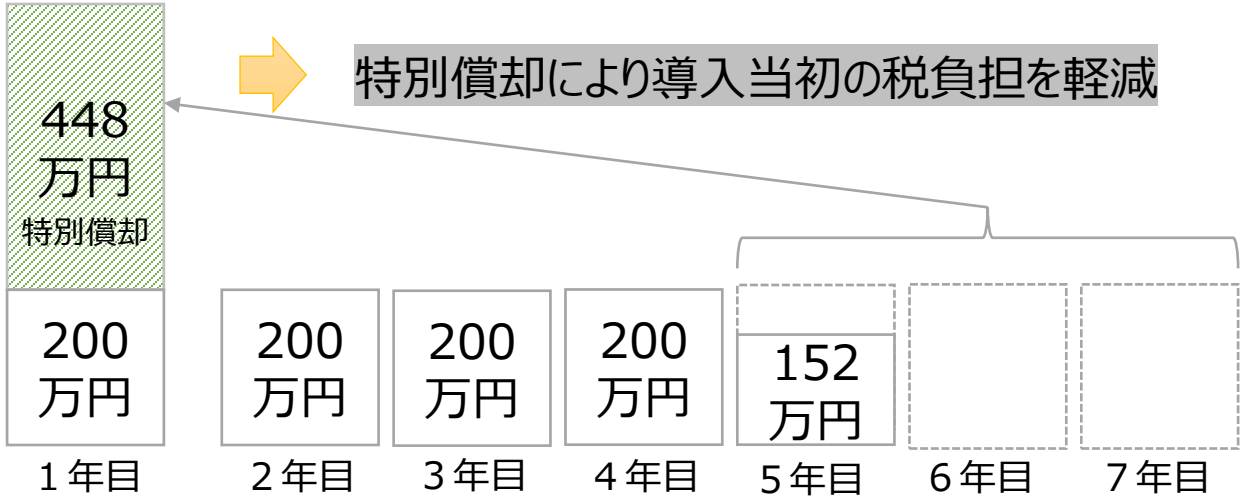 特別償却により導入当初の税負担を軽減
448
万円
特別償却
200
万円
200
万円
200
万円
200
万円
152
万円
１年目
２年目
３年目
４年目
５年目
６年目
７年目